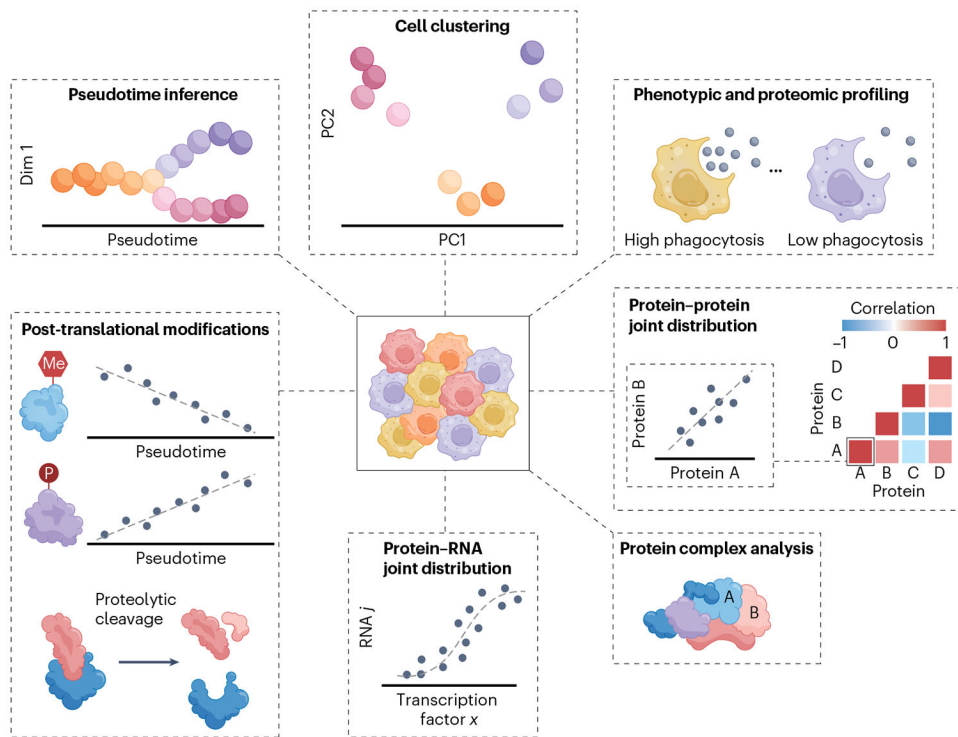 Cell clustering
PC2
PC1
Pseudotime inference
Dim 1
Pseudotime
Phenotypic and proteomic profiling
...
High phagocytosis
Low phagocytosis
Post-translational modifications
Me
Pseudotime
P
Pseudotime
Proteolytic
cleavage
Protein–protein
joint distribution
Protein B
Protein A
Correlation
–1 0 1
Protein
D
C
B
A
A B C D
Protein
Protein–RNA
joint distribution
RNA j
Transcription
factor x
Protein complex analysis
A
B